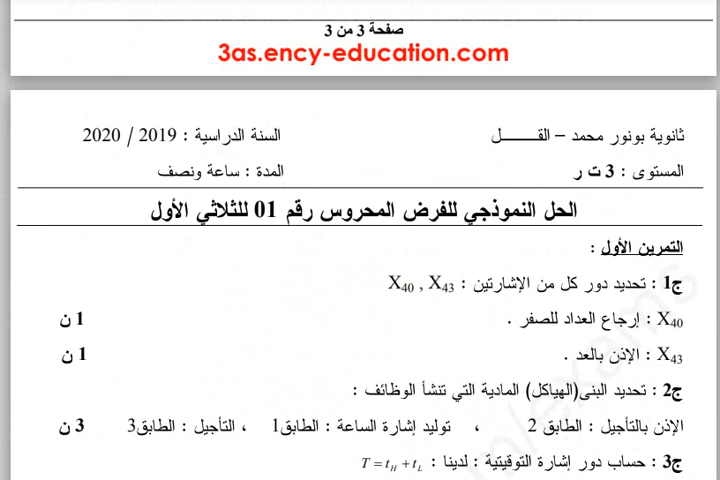 صفحة 3 من 3
3as.ency-education.com
ثانوية بونور محمد – القـــــــل السنة الدراسية : 2019 / 2020
المستوى : 3 ت ر المدة : ساعة ونصف
الحل النموذجي للفرض المحروس رقم 01 للثلاثي الأول
التمرين الأول :
ج1 : تحديد دور كل من الإشارتين : X40 , X43
X40 : إرجاع العداد للصفر . 1 ن
X43 : الإذن بالعد . 1 ن
ج2 : تحديد البنى(الهياكل) المادية التي تنشأ الوظائف :
الإذن بالتأجيل : الطابق 2 ، توليد إشارة الساعة : الطابق1 ، التأجيل : الطابق3 3 ن
ج3 : حساب دور إشارة التوقيتية : لدينا : T = tH + tL